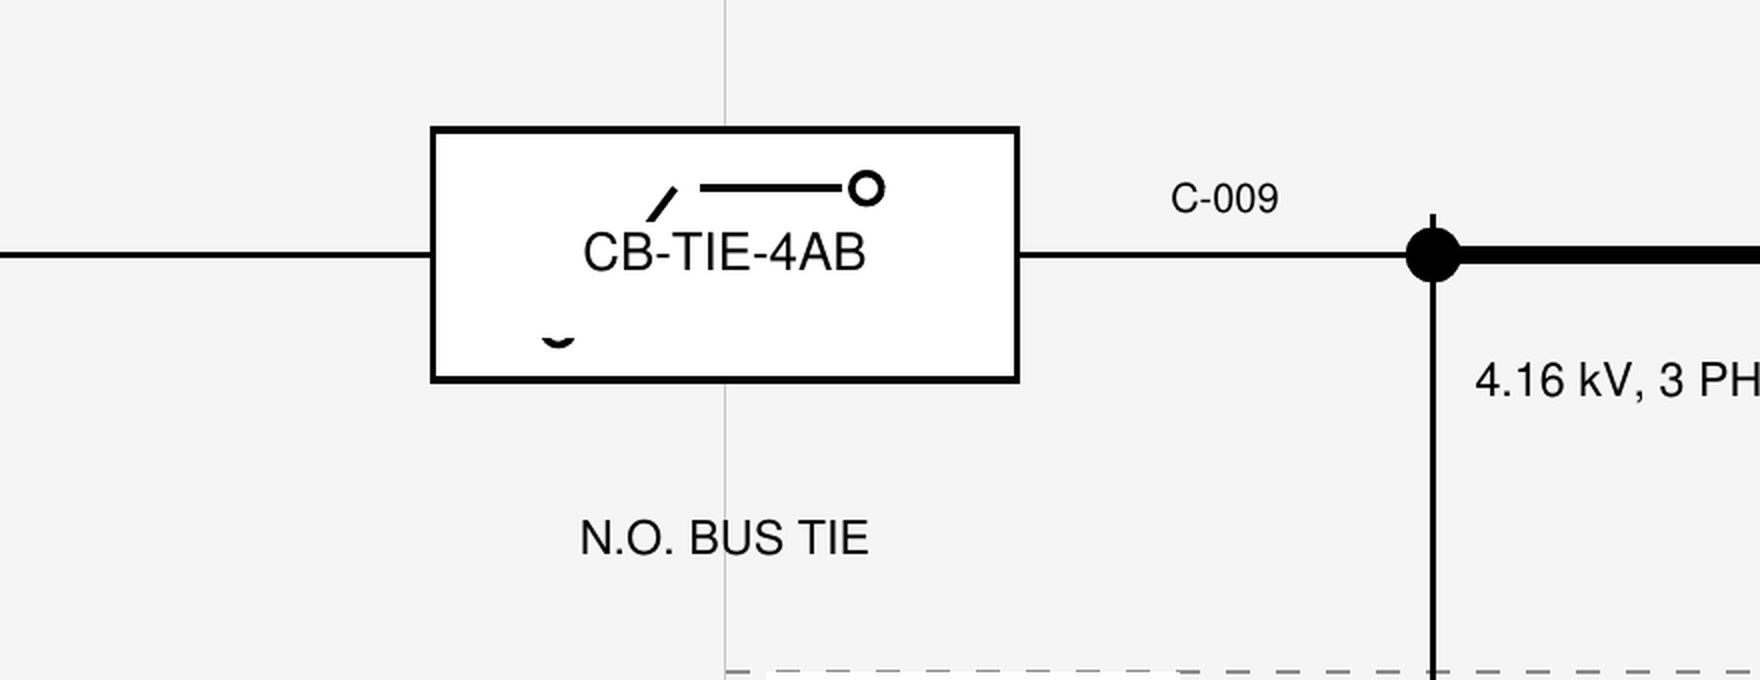 C-009
CB-TIE-4AB
4.16 kV, 3 PH
N.O. BUS TIE